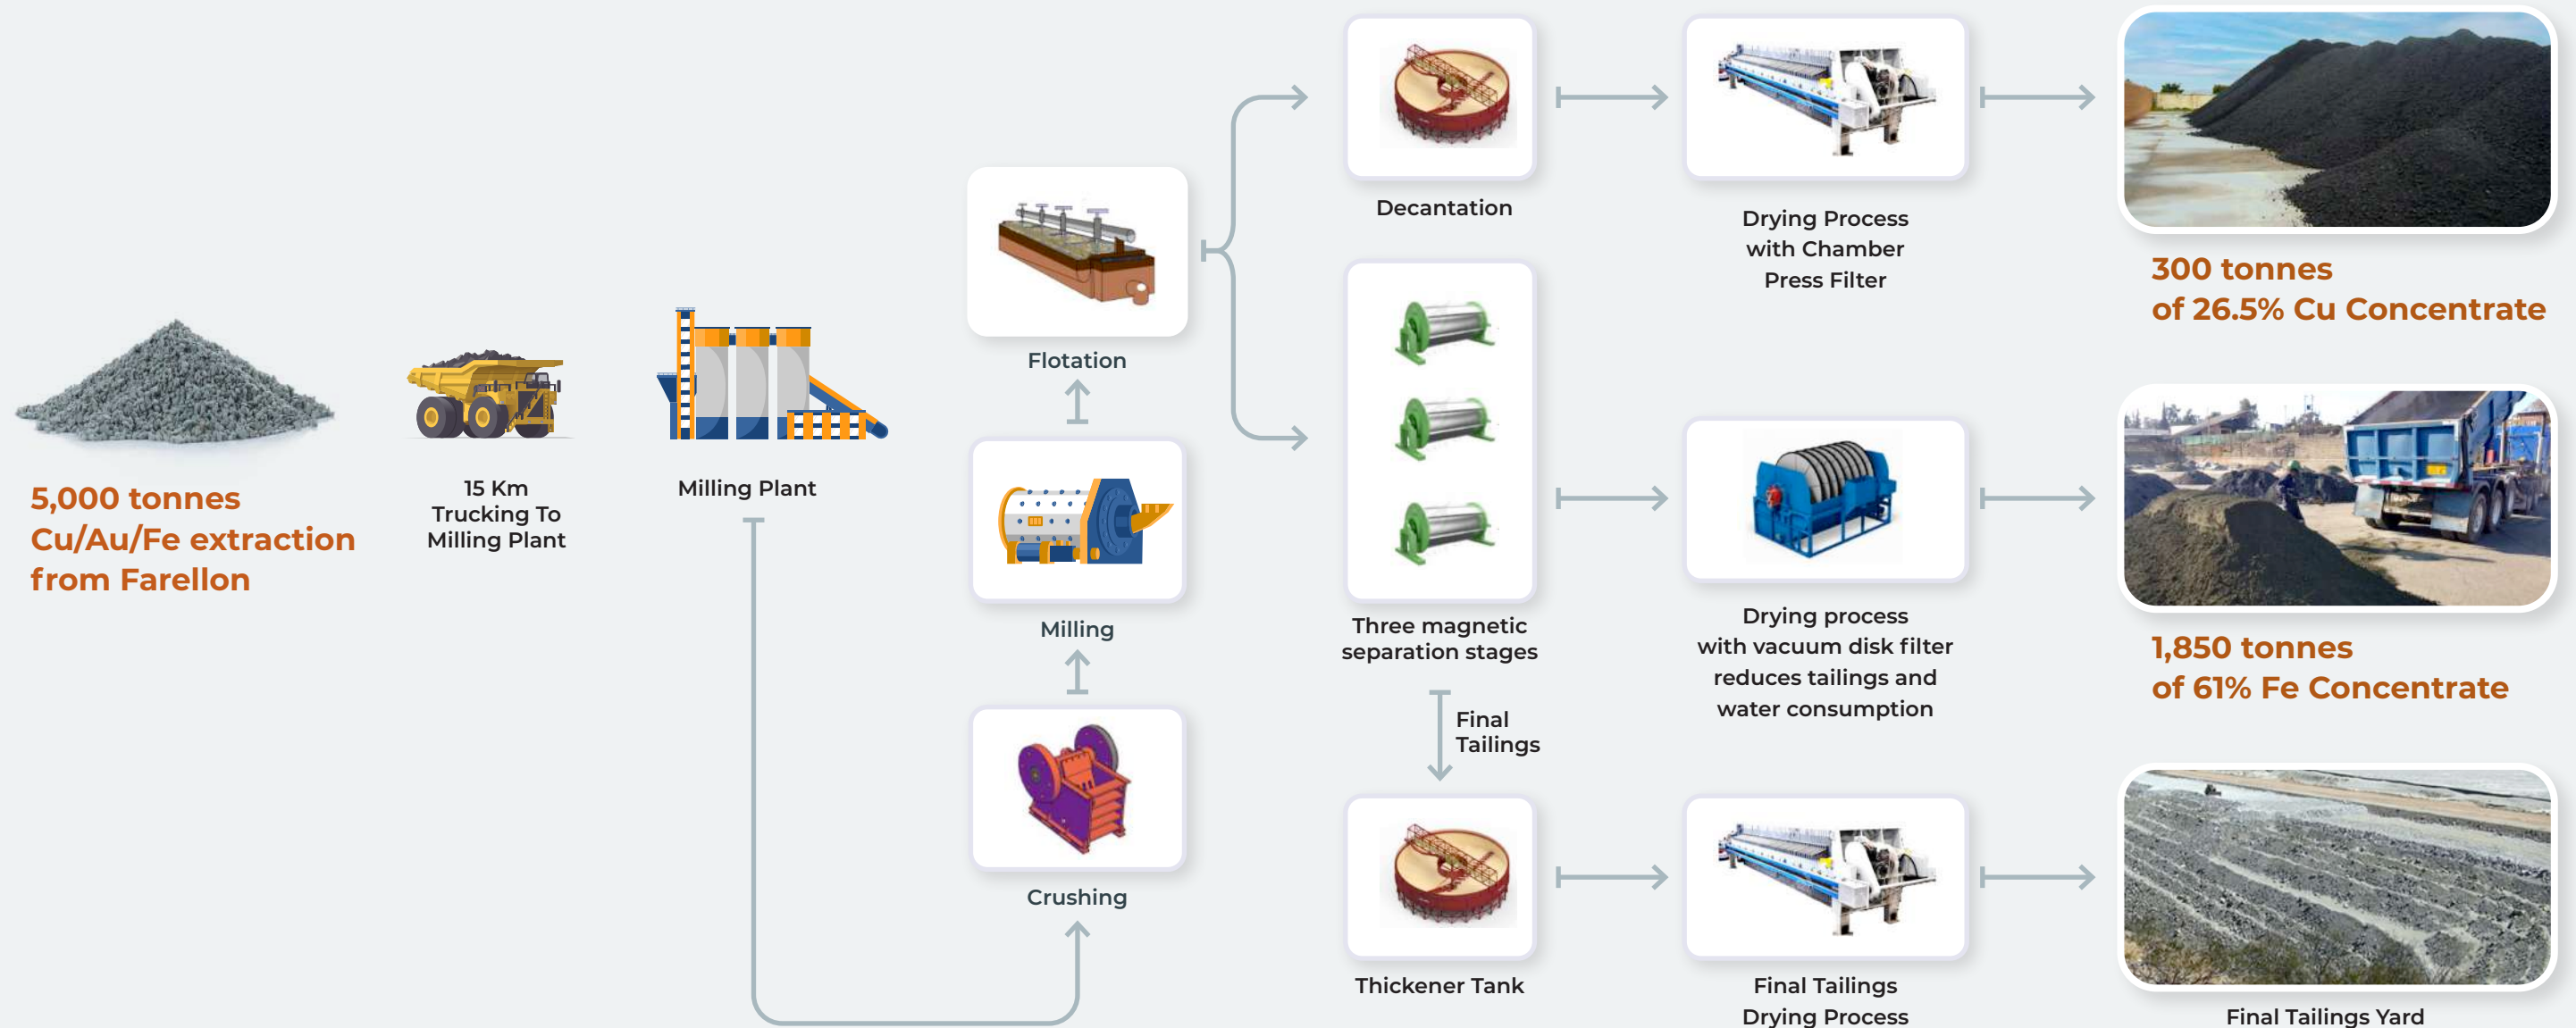 5,000 tonnes
Cu/Au/Fe extraction
from Farellon
15 Km
Trucking To
Milling Plant
Milling Plant
Flotation
Milling
Crushing
Decantation
Drying Process
with Chamber
Press Filter
300 tonnes
of 26.5% Cu Concentrate
Three magnetic
separation stages
Drying process
with vacuum disk filter
reduces tailings and
water consumption
1,850 tonnes
of 61% Fe Concentrate
Final
Tailings
Thickener Tank
Final Tailings
Drying Process
Final Tailings Yard